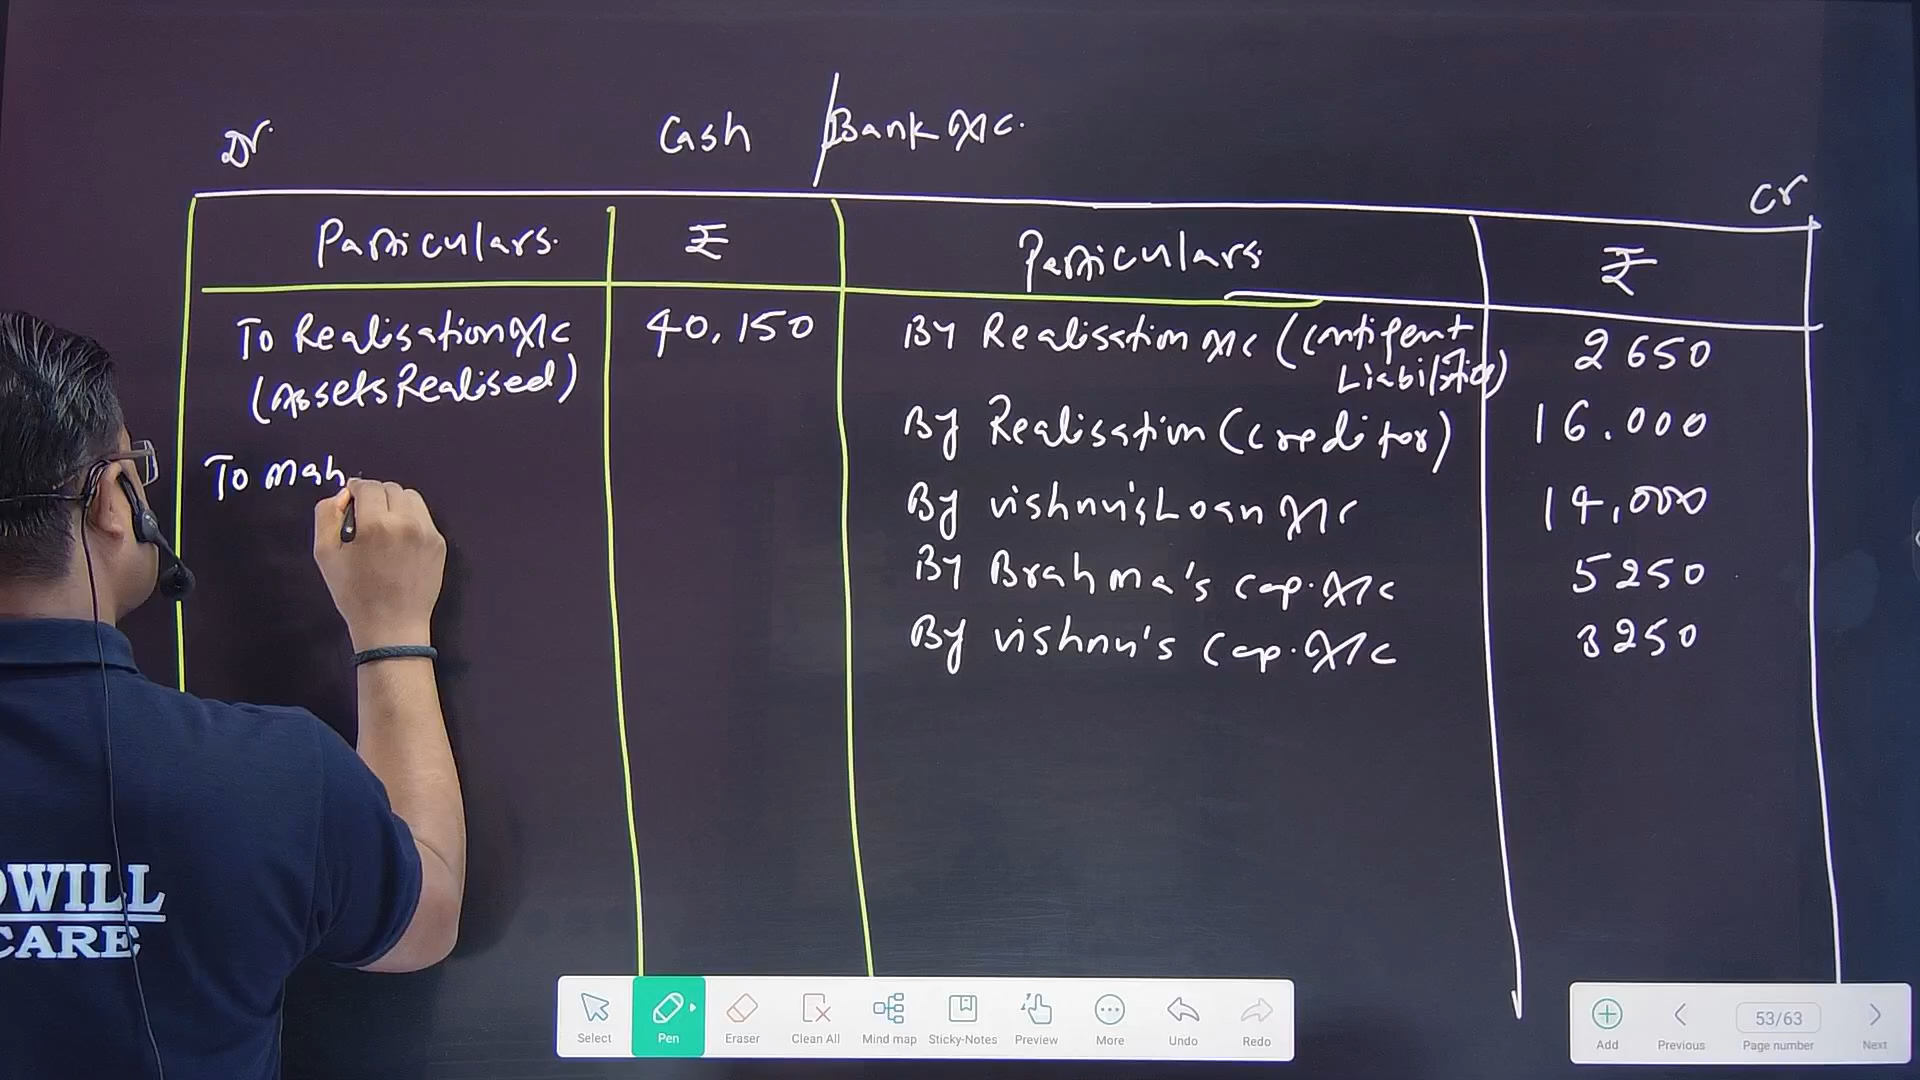 Dr. Cash / Bank A/c. Cr
Particulars. ₹ Particulars. ₹
To Realisation A/c 40,150
(Assets Realised)
To Mah
By Realisation A/c (Contigent 2650
Liabilities)
By Realisation (Creditor) 16.000
By Vishnu's Loan A/c 14,000
By Brahma's Cap. A/c 5250
By Vishnu's Cap. A/c 3250
WILL
CARE
Select Pen Eraser Clean All Mind map Sticky-Notes Preview More Undo Redo
Add Previous 53/63 Page number Next